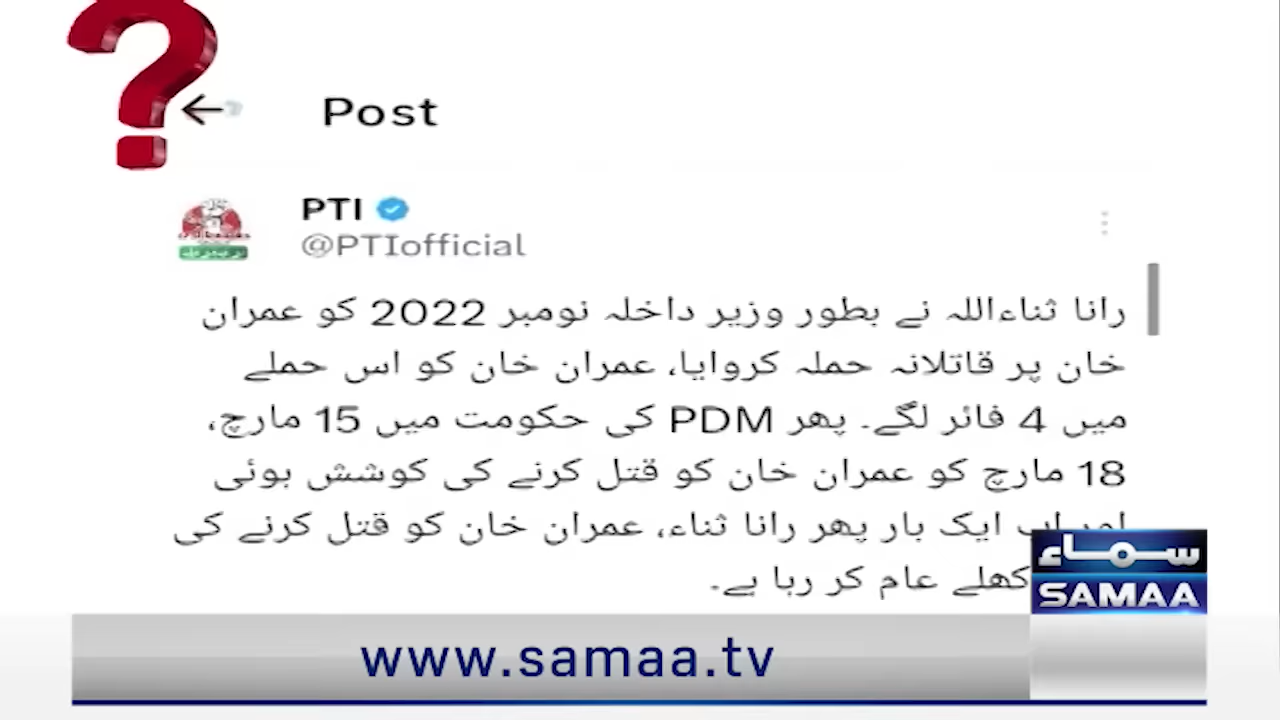 Post
PTI
@PTIofficial
رانا ثناءاللہ نے بطور وزیر داخلہ نومبر 2022 کو عمران
خان پر قاتلانہ حملہ کروایا، عمران خان کو اس حملے
میں 4 فائر لگے۔ پھر PDM کی حکومت میں 15 مارچ،
18 مارچ کو عمران خان کو قتل کرنے کی کوشش ہوئی
اور اب ایک بار پھر رانا ثناء، عمران خان کو قتل کرنے کی
کھلے عام کر رہا ہے۔
سماء
SAMAA
www.samaa.tv